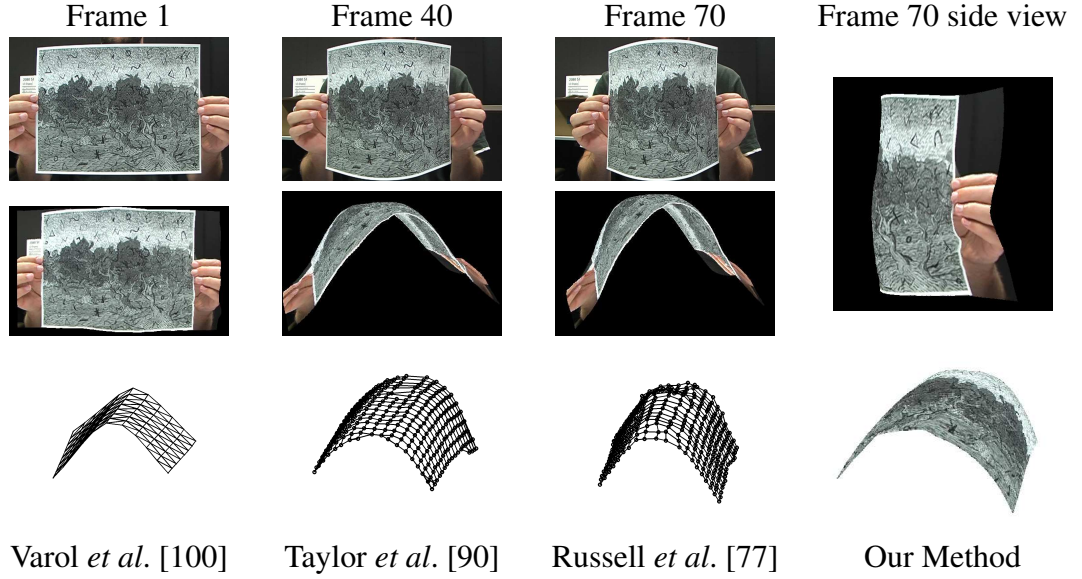 Frame 1 Frame 40 Frame 70 Frame 70 side view
Varol et al. [100] Taylor et al. [90] Russell et al. [77] Our Method